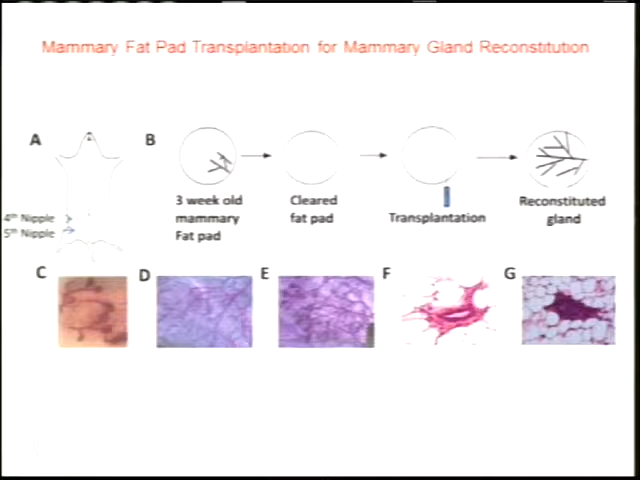 Mammary Fat Pad Transplantation for Mammary Gland Reconstitution
A
B
4th Nipple
5th Nipple
3 week old
mammary
Fat pad
Cleared
fat pad
Transplantation
Reconstituted
gland
C
D
E
F
G